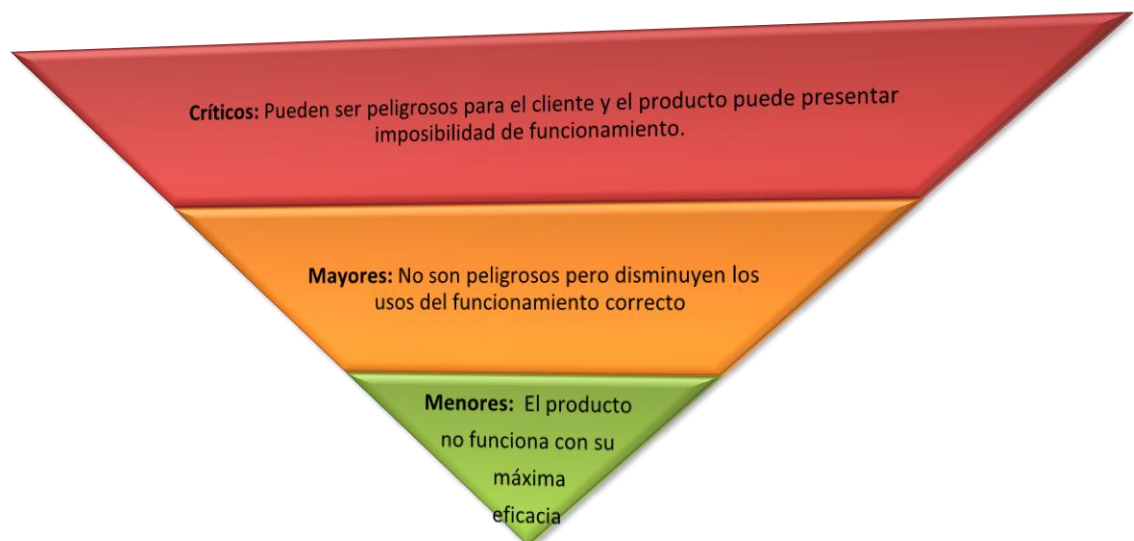 Críticos: Pueden ser peligrosos para el cliente y el producto puede presentar
imposibilidad de funcionamiento.
Mayores: No son peligrosos pero disminuyen los
usos del funcionamiento correcto
Menores: El producto
no funciona con su
máxima
eficacia